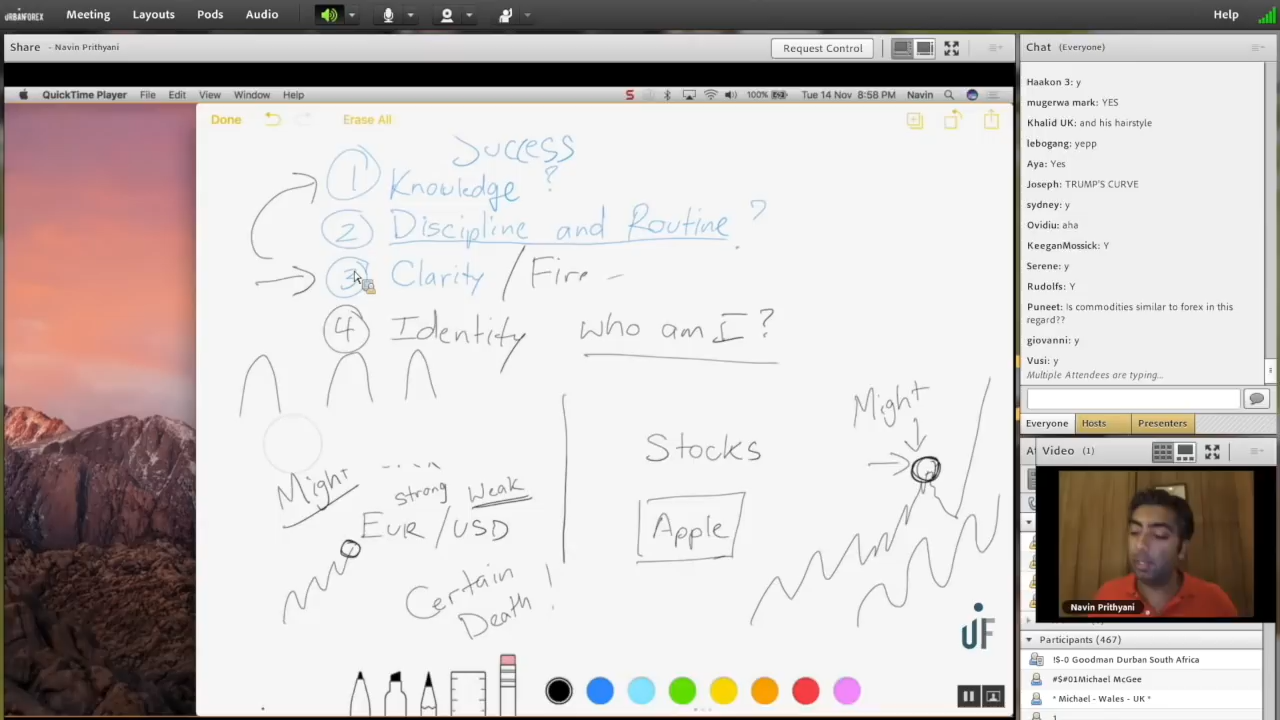 URBANFOREX Meeting Layouts Pods Audio Help
Share - Navin Prithyani Request Control
QuickTime Player File Edit View Window Help S 100% Tue 14 Nov 8:58 PM Navin
Done Erase All
Success
1 Knowledge ?
2 Discipline and Routine ?
3 Clarity / Fire -
4 Identity who am I ?
Might
Might ....
strong weak
EUR/USD
Certain
Death !
Stocks
Apple
UF
Chat (Everyone)
Haakon 3: y
mugerwa mark: YES
Khalid UK: and his hairstyle
lebogang: yepp
Aya: Yes
Joseph: TRUMP'S CURVE
sydney: y
Ovidiu: aha
KeeganMossick: Y
Serene: y
Rudolfs: Y
Puneet: Is commodities similar to forex in this
regard??
giovanni: y
Vusi: y
Multiple Attendees are typing...
Everyone Hosts Presenters
Video (1)
Navin Prithyani
Participants (467)
!$-0 Goodman Durban South Africa
#$#01Michael McGee
* Michael - Wales - UK *
1